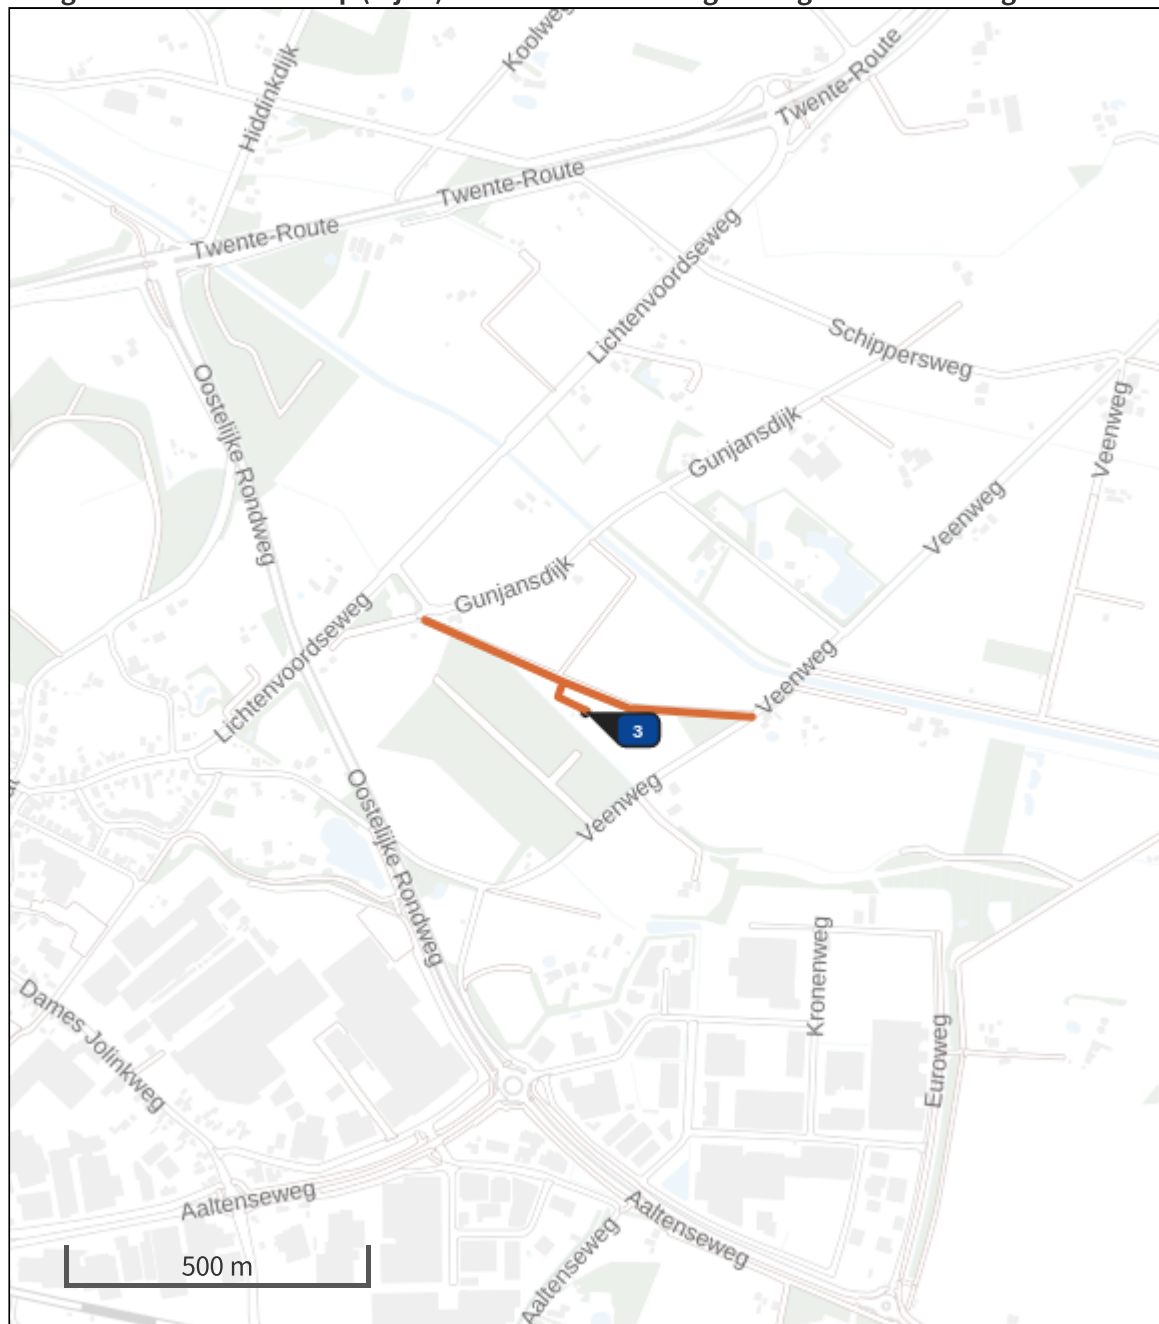 Koolweg
Hiddinkdijk
Twente-Route
Twente-Route
Twente-Route
Lichtenvoordseweg
Schippersweg
Oostelijke Rondweg
Gunjansdijk
Veenweg
Veenweg
Gunjansdijk
Lichtenvoordseweg
Veenweg
3
Veenweg
Oostelijke Rondweg
Kronenweg
Dames Jolinkweg
Euroweg
Aaltenseweg
Aaltenseweg
Aaltenseweg
500 m